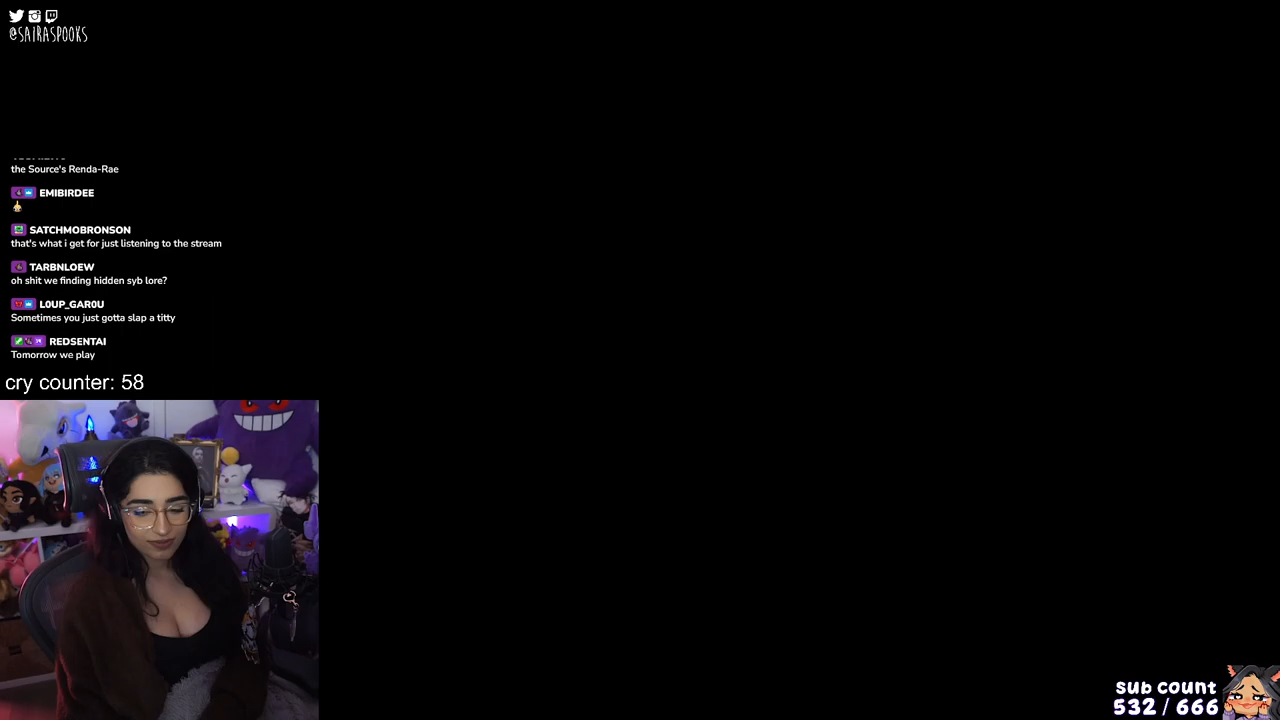 @SAIRASPOOKS
the Source's Renda-Rae
EMIBIRDEE
SATCHMOBRONSON
that's what i get for just listening to the stream
TARBNLOEW
oh shit we finding hidden syb lore?
L0UP_GAR0U
Sometimes you just gotta slap a titty
REDSENTAI
Tomorrow we play
cry counter: 58
sub count
532 / 666